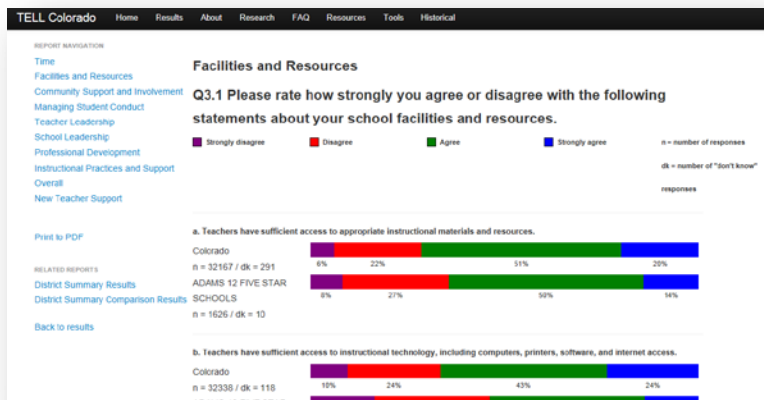 TELL Colorado Home Results About Research FAQ Resources Tools Historical
REPORT NAVIGATION
Time
Facilities and Resources
Community Support and Involvement
Managing Student Conduct
Teacher Leadership
School Leadership
Professional Development
Instructional Practices and Support
Overall
New Teacher Support
Print to PDF
RELATED REPORTS
District Summary Results
District Summary Comparison Results
Back to results
Facilities and Resources
Q3.1 Please rate how strongly you agree or disagree with the following
statements about your school facilities and resources.
Strongly disagree Disagree Agree Strongly agree n = number of responses
dk = number of "don't know"
responses
a. Teachers have sufficient access to appropriate instructional materials and resources.
Colorado
n = 32167 / dk = 291
6% 22% 51% 20%
ADAMS 12 FIVE STAR
SCHOOLS
8% 27% 50% 14%
n = 1626 / dk = 10
b. Teachers have sufficient access to instructional technology, including computers, printers, software, and internet access.
Colorado
n = 32338 / dk = 118
10% 24% 43% 24%